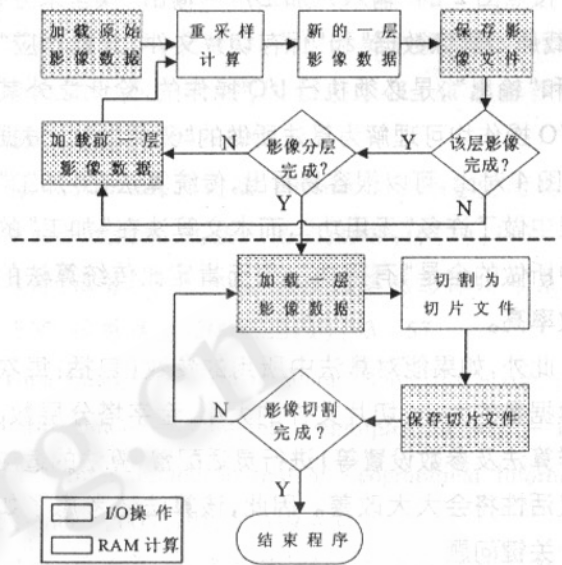 加载原始
影像数据
重采样
计算
新的一层
影像数据
保存影
像文件
加载前一层
影像数据
N
影像分层
完成？
Y
该层影像
完成？
Y
N
加载一层
影像数据
切割为
切片文件
N
影像切割
完成？
保存切片文件
Y
I/O操作
RAM计算
结束程序
rg.cn